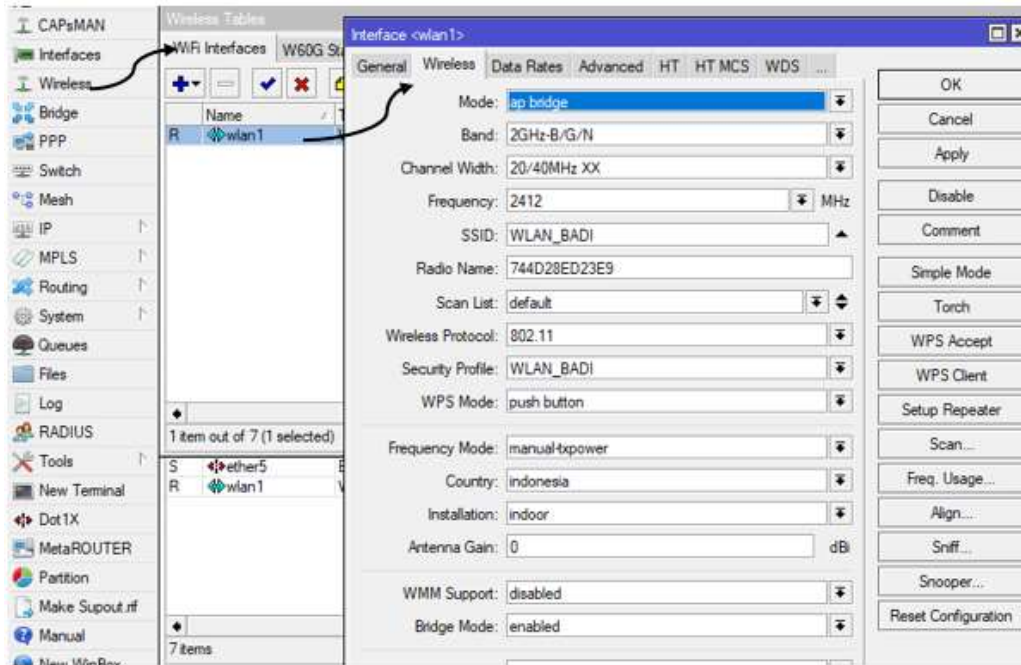 CAPsMAN
Interfaces
Wireless
Bridge
PPP
Switch
Mesh
IP
MPLS
Routing
System
Queues
Files
Log
RADIUS
Tools
New Terminal
Dot1X
MetaROUTER
Partition
Make Supout.rif
Manual
New WinBox
Wireless Tables
WiFi Interfaces W60G Sta
Name
R wlan1
1 item out of 7 (1 selected)
S ether5
R wlan1
7 items
Interface <wlan1>
General Wireless Data Rates Advanced HT HT MCS WDS ...
Mode: ap bridge
Band: 2GHz-B/G/N
Channel Width: 20/40MHz XX
Frequency: 2412 MHz
SSID: WLAN_BADI
Radio Name: 744D28ED23E9
Scan List: default
Wireless Protocol: 802.11
Security Profile: WLAN_BADI
WPS Mode: push button
Frequency Mode: manual-txpower
Country: indonesia
Installation: indoor
Antenna Gain: 0 dBi
WMM Support: disabled
Bridge Mode: enabled
OK
Cancel
Apply
Disable
Comment
Simple Mode
Torch
WPS Accept
WPS Client
Setup Repeater
Scan...
Freq. Usage...
Align...
Sniff...
Snooper...
Reset Configuration